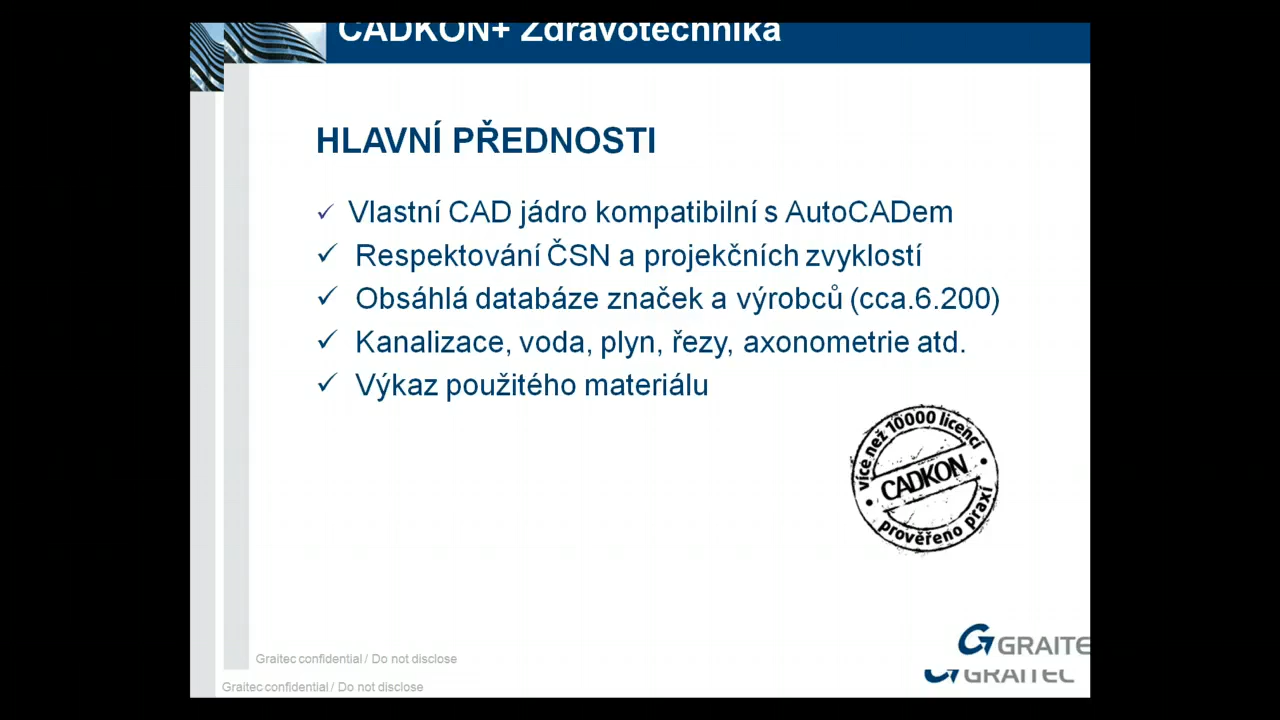 CADKON+ Zdravotechnika
HLAVNÍ PŘEDNOSTI
✓ Vlastní CAD jádro kompatibilní s AutoCADem
✓ Respektování ČSN a projekčních zvyklostí
✓ Obsáhlá databáze značek a výrobců (cca.6.200)
✓ Kanalizace, voda, plyn, řezy, axonometrie atd.
✓ Výkaz použitého materiálu
více než 10000 licencí
CADKON
prověřeno praxí
GRAITE
Graitec confidential / Do not disclose
GRAITEC
Graitec confidential / Do not disclose